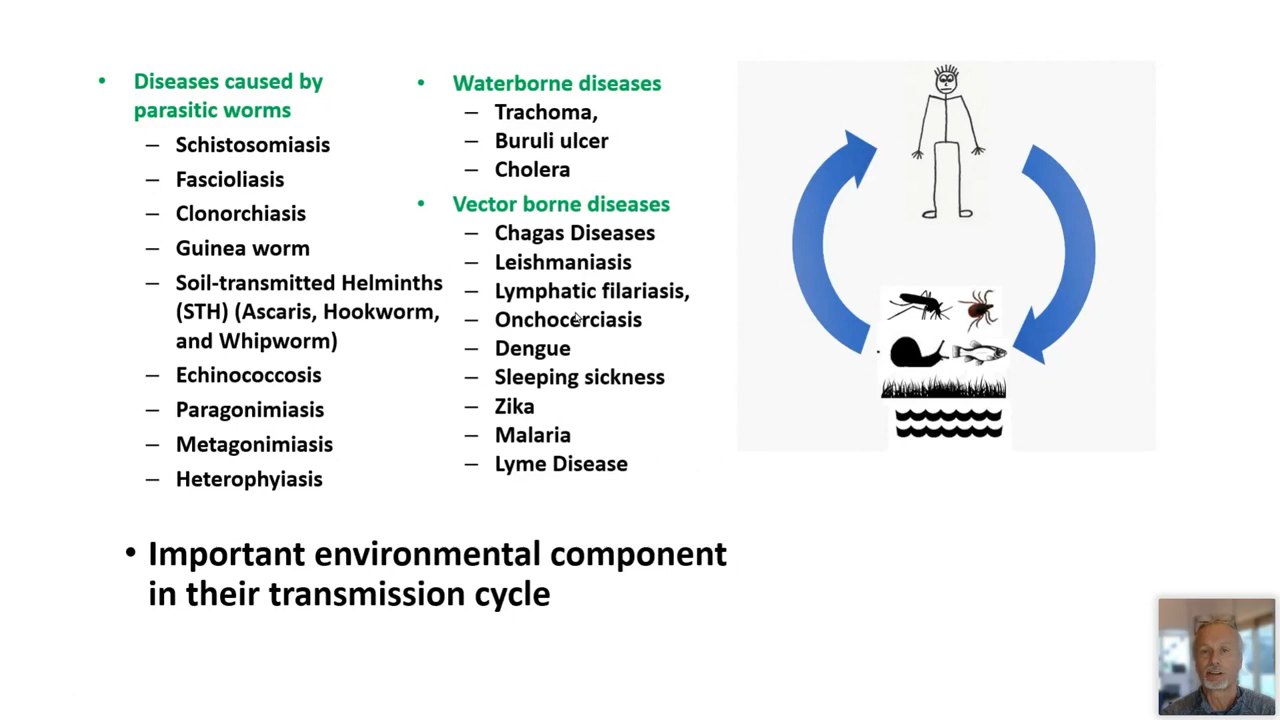 • Diseases caused by
parasitic worms
– Schistosomiasis
– Fascioliasis
– Clonorchiasis
– Guinea worm
– Soil-transmitted Helminths
(STH) (Ascaris, Hookworm,
and Whipworm)
– Echinococcosis
– Paragonimiasis
– Metagonimiasis
– Heterophyiasis
• Waterborne diseases
– Trachoma,
– Buruli ulcer
– Cholera
• Vector borne diseases
– Chagas Diseases
– Leishmaniasis
– Lymphatic filariasis,
– Onchocerciasis
– Dengue
– Sleeping sickness
– Zika
– Malaria
– Lyme Disease
• Important environmental component
in their transmission cycle